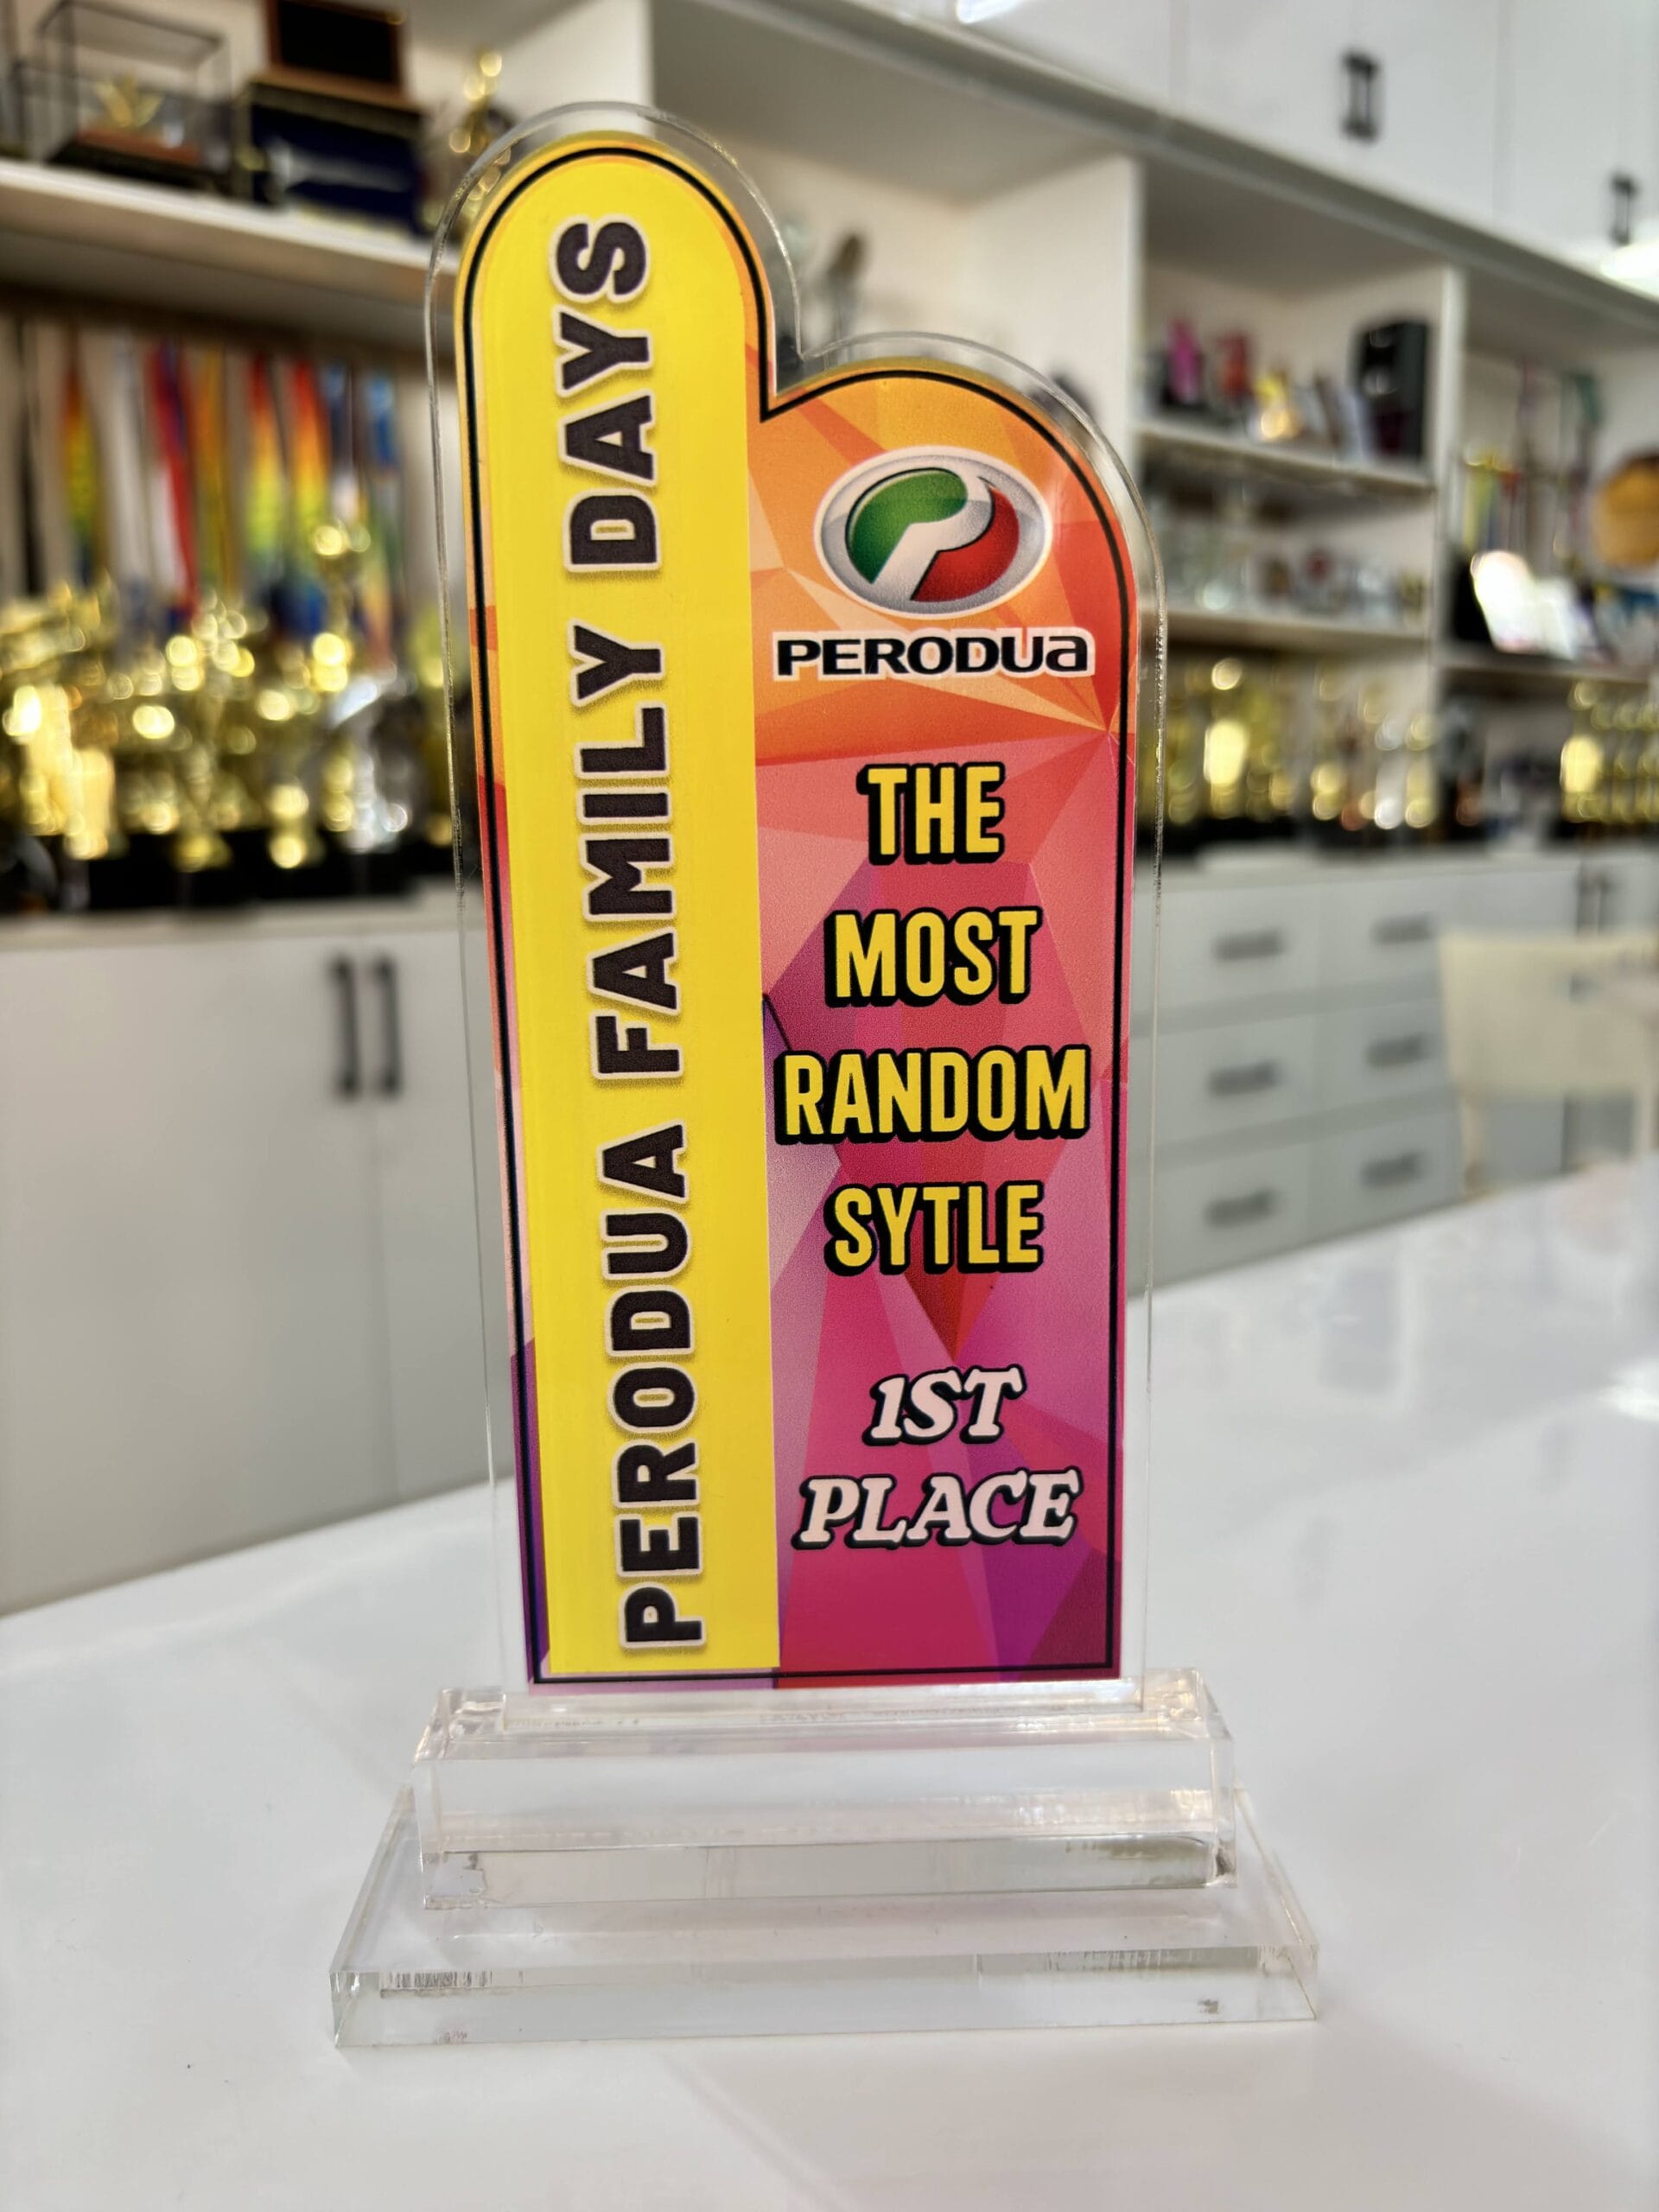 PERODUA FAMILY DAYS
PERODUA
THE
MOST
RANDOM
SYTLE
1ST
PLACE